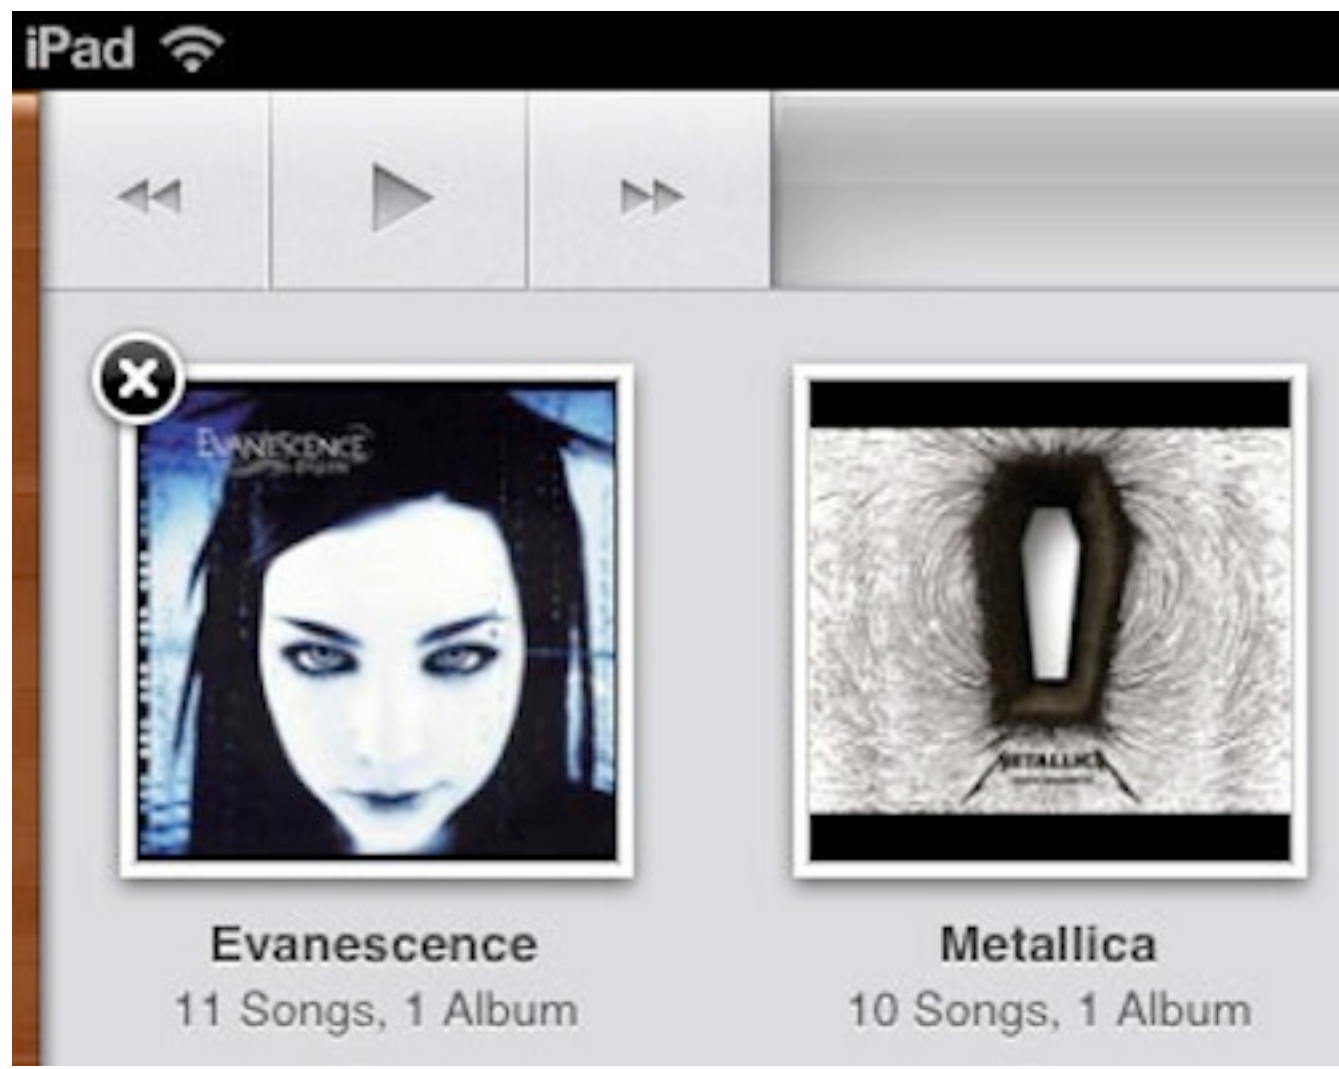 iPad
EVANESCENCE
METALLICA
Evanescence
Metallica
11 Songs, 1 Album
10 Songs, 1 Album